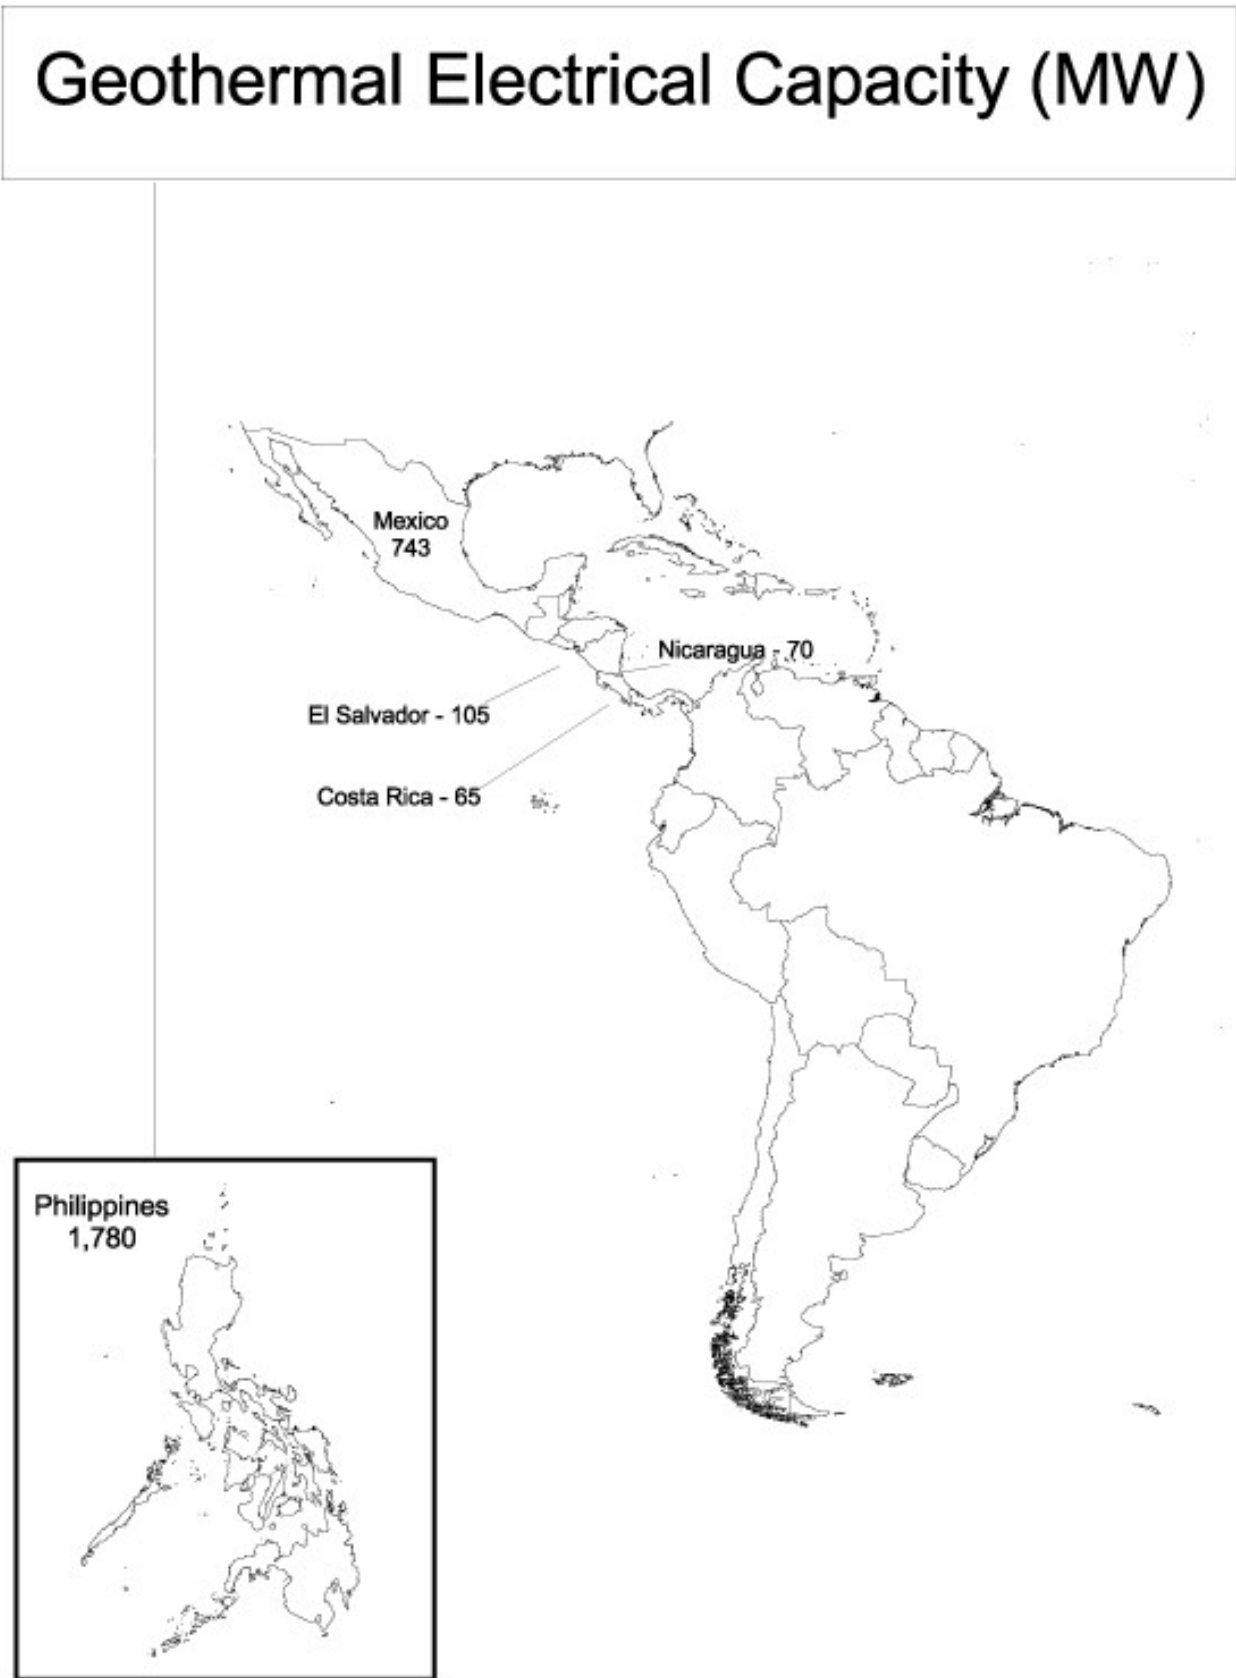 Geothermal Electrical Capacity (MW)
Mexico
743
Nicaragua - 70
El Salvador - 105
Costa Rica - 65
Philippines
1,780